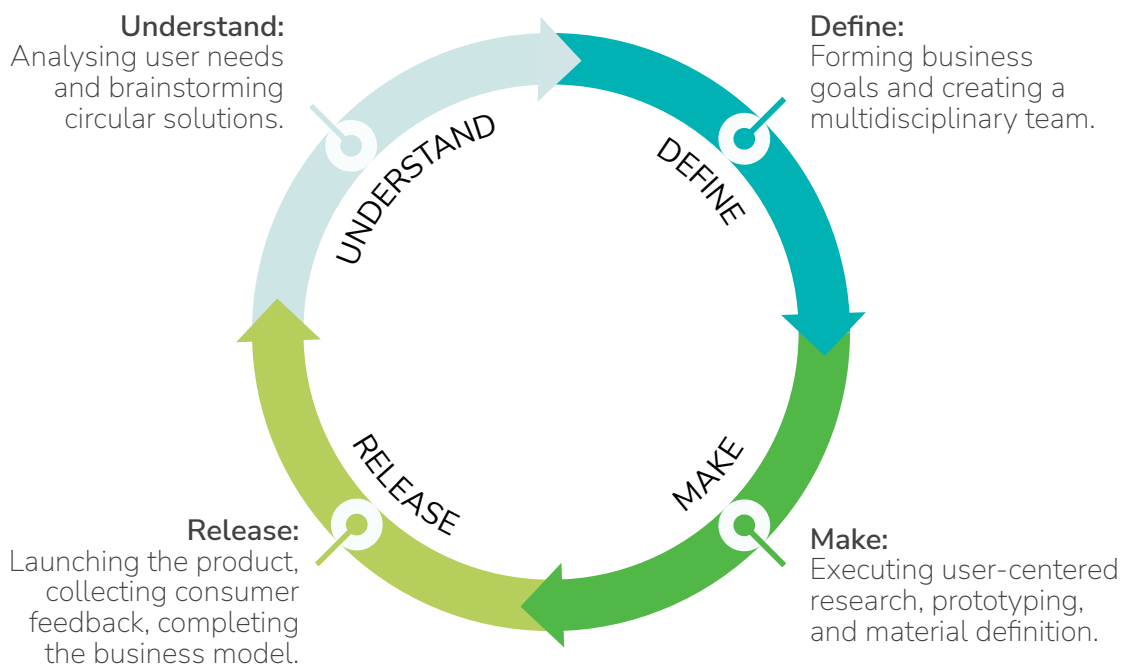 Understand:
Analysing user needs
and brainstorming
circular solutions.
Define:
Forming business
goals and creating a
multidisciplinary team.
UNDERSTAND
DEFINE
RELEASE
MAKE
Release:
Launching the product,
collecting consumer
feedback, completing
the business model.
Make:
Executing user-centered
research, prototyping,
and material definition.